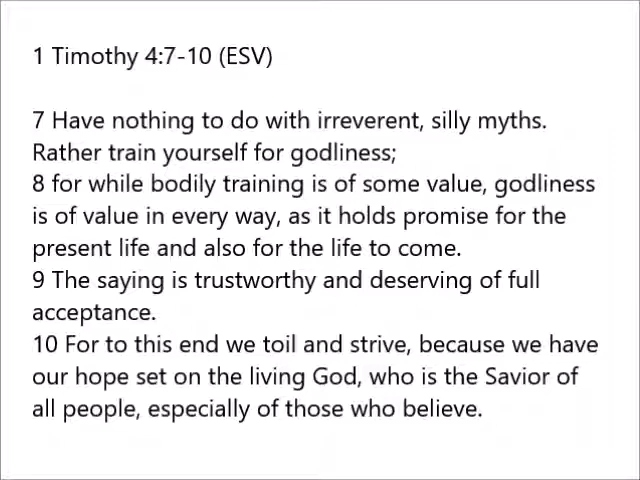 1 Timothy 4:7-10 (ESV)
7 Have nothing to do with irreverent, silly myths.
Rather train yourself for godliness;
8 for while bodily training is of some value, godliness
is of value in every way, as it holds promise for the
present life and also for the life to come.
9 The saying is trustworthy and deserving of full
acceptance.
10 For to this end we toil and strive, because we have
our hope set on the living God, who is the Savior of
all people, especially of those who believe.